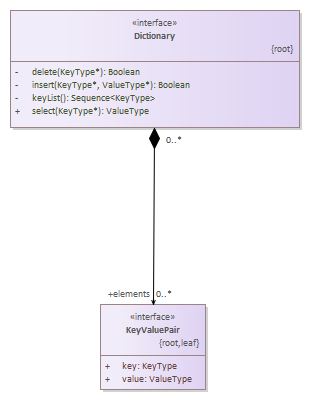 «interface»
Dictionary
{root}
- delete(KeyType*): Boolean
- insert(KeyType*, ValueType*): Boolean
- keyList(): Sequence<KeyType>
+ select(KeyType*): ValueType
0..*
+elements 0..*
«interface»
KeyValuePair
{root,leaf}
+ key: KeyType
+ value: ValueType